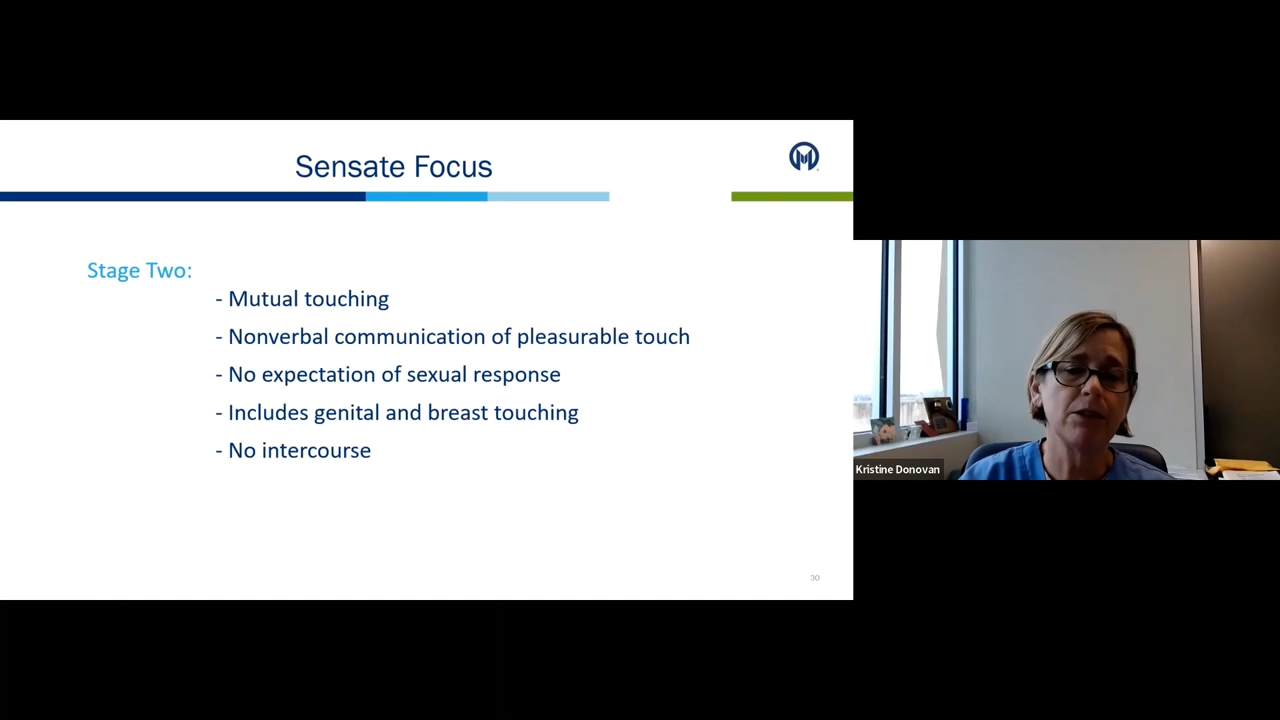 Sensate Focus
Stage Two:
- Mutual touching
- Nonverbal communication of pleasurable touch
- No expectation of sexual response
- Includes genital and breast touching
- No intercourse
30
Kristine Donovan